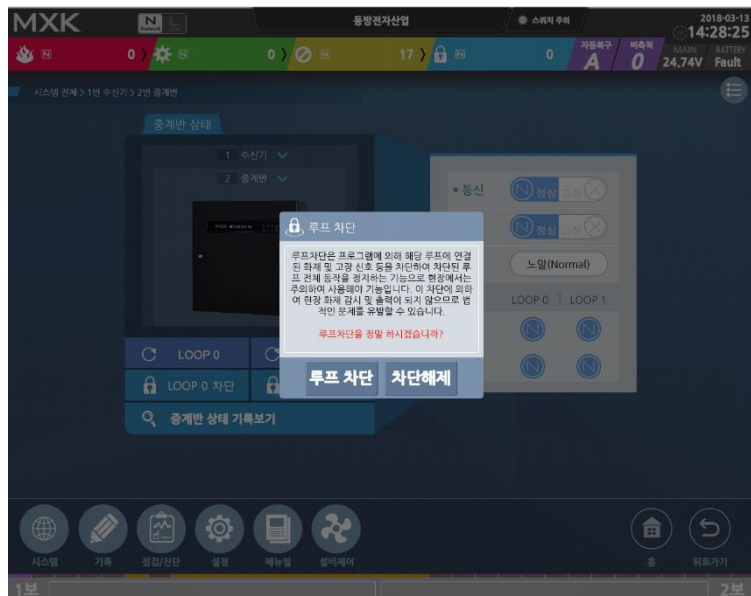 MXK
N
Network
동방전자산업
스위치 주의
2018-03-13
14:28:25
N 0
N 0
N 17
N 0
자동복구 A
비축적 0
MAIN 24.74V
BATTERY Fault
시스템 전체 > 1번 수신기 > 2번 중계반
중계반 상태
1 수신기
2 중계반
통신
N 정상 고장
N 정상 고장
노말(Normal)
LOOP 0 | LOOP 1
N N
N N
루프 차단
루프차단은 프로그램에 의해 해당 루프에 연결
된 화재 및 고장 신호 등을 차단하여 차단된 루
프 전체 동작을 정지하는 기능으로 현장에서는
주의하여 사용해야 기능입니다. 이 차단에 의하
여 현장 화재 감시 및 출력이 되지 않으므로 법
적인 문제를 유발할 수 있습니다.
루프차단을 정말 하시겠습니까?
루프 차단 차단해제
LOOP 0
LOOP 0 차단
중계반 상태 기록보기
시스템 기록 점검/진단 설정 매뉴얼 설비제어 홈 뒤로가기
1보 2보